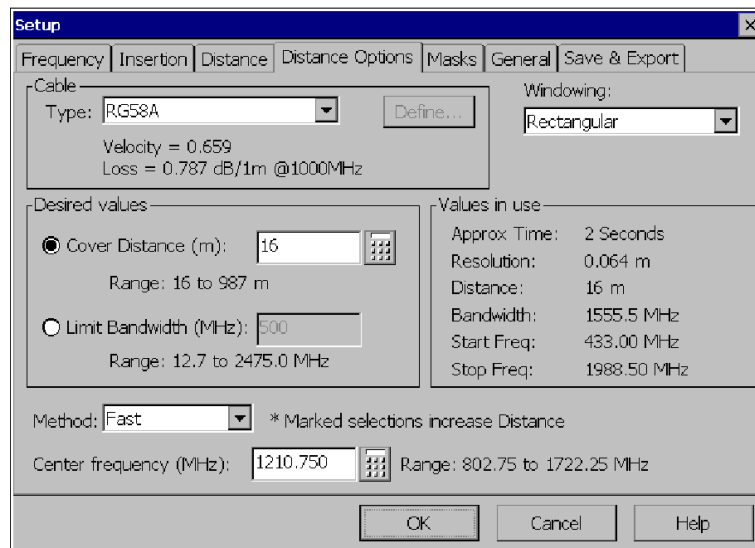 Setup
Frequency Insertion Distance Distance Options Masks General Save & Export
Cable
Type: RG58A Define...
Velocity = 0.659
Loss = 0.787 dB/1m @1000MHz
Windowing:
Rectangular
Desired values
Cover Distance (m): 16
Range: 16 to 987 m
Limit Bandwidth (MHz): 500
Range: 12.7 to 2475.0 MHz
Values in use
Approx Time: 2 Seconds
Resolution: 0.064 m
Distance: 16 m
Bandwidth: 1555.5 MHz
Start Freq: 433.00 MHz
Stop Freq: 1988.50 MHz
Method: Fast * Marked selections increase Distance
Center frequency (MHz): 1210.750 Range: 802.75 to 1722.25 MHz
OK Cancel Help